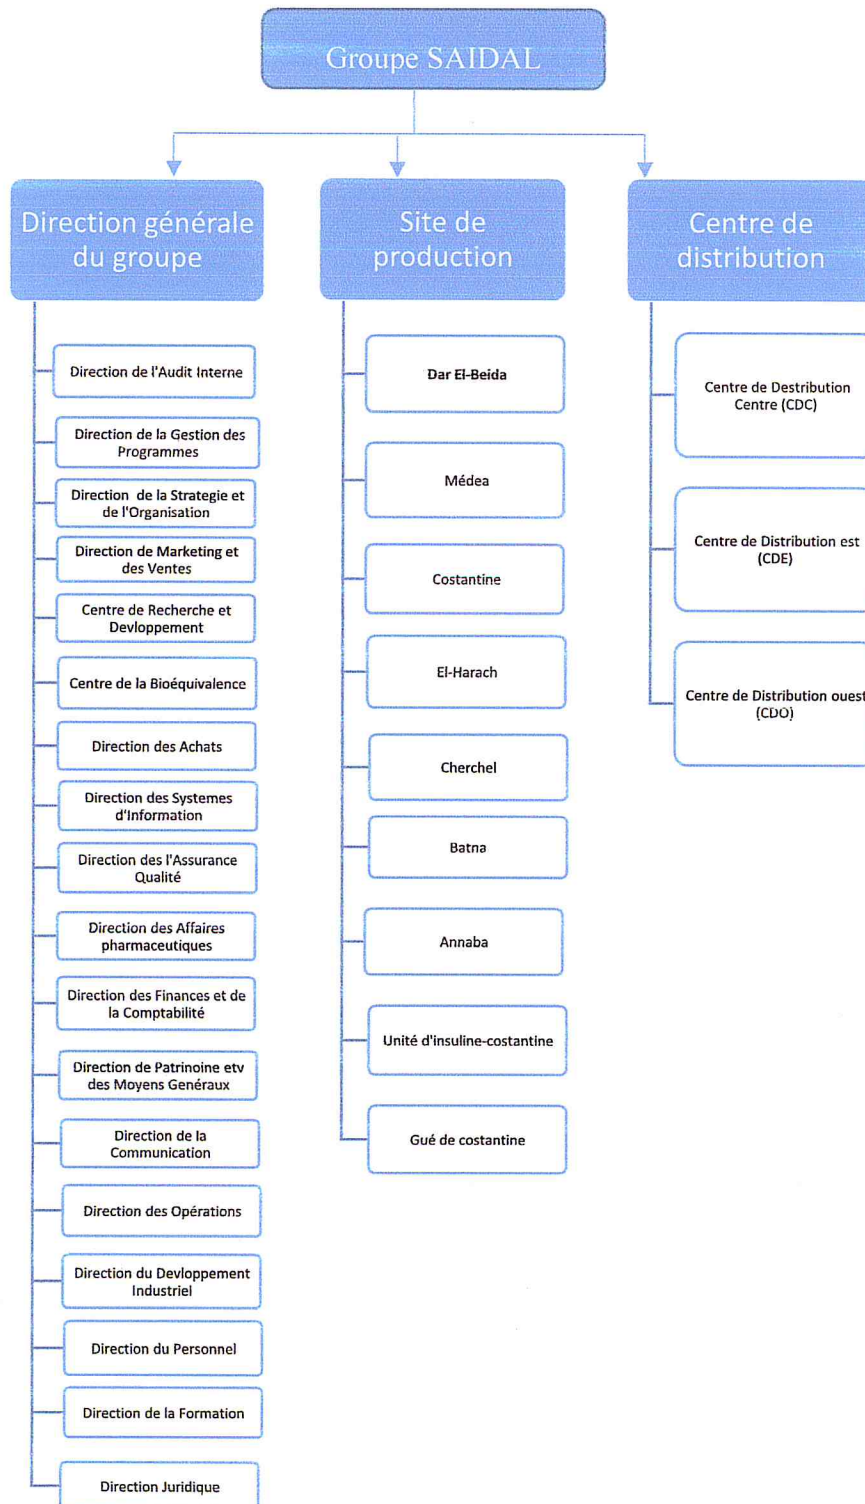 Groupe SAIDAL
Direction générale
du groupe
Direction de l'Audit Interne
Direction de la Gestion des
Programmes
Direction de la Strategie et
de l'Organisation
Direction de Marketing et
des Ventes
Centre de Recherche et
Devloppement
Centre de la Bioéquivalence
Direction des Achats
Direction des Systemes
d'Information
Direction des l'Assurance
Qualité
Direction des Affaires
pharmaceutiques
Direction des Finances et de
la Comptabilité
Direction de Patrinoine etv
des Moyens Genéraux
Direction de la
Communication
Direction des Opérations
Direction du Devloppement
Industriel
Direction du Personnel
Direction de la Formation
Direction Juridique
Site de
production
Dar El-Beida
Médea
Costantine
El-Harach
Cherchel
Batna
Annaba
Unité d'insuline-costantine
Gué de costantine
Centre de
distribution
Centre de Destribution
Centre (CDC)
Centre de Distribution est
(CDE)
Centre de Distribution ouest
(CDO)